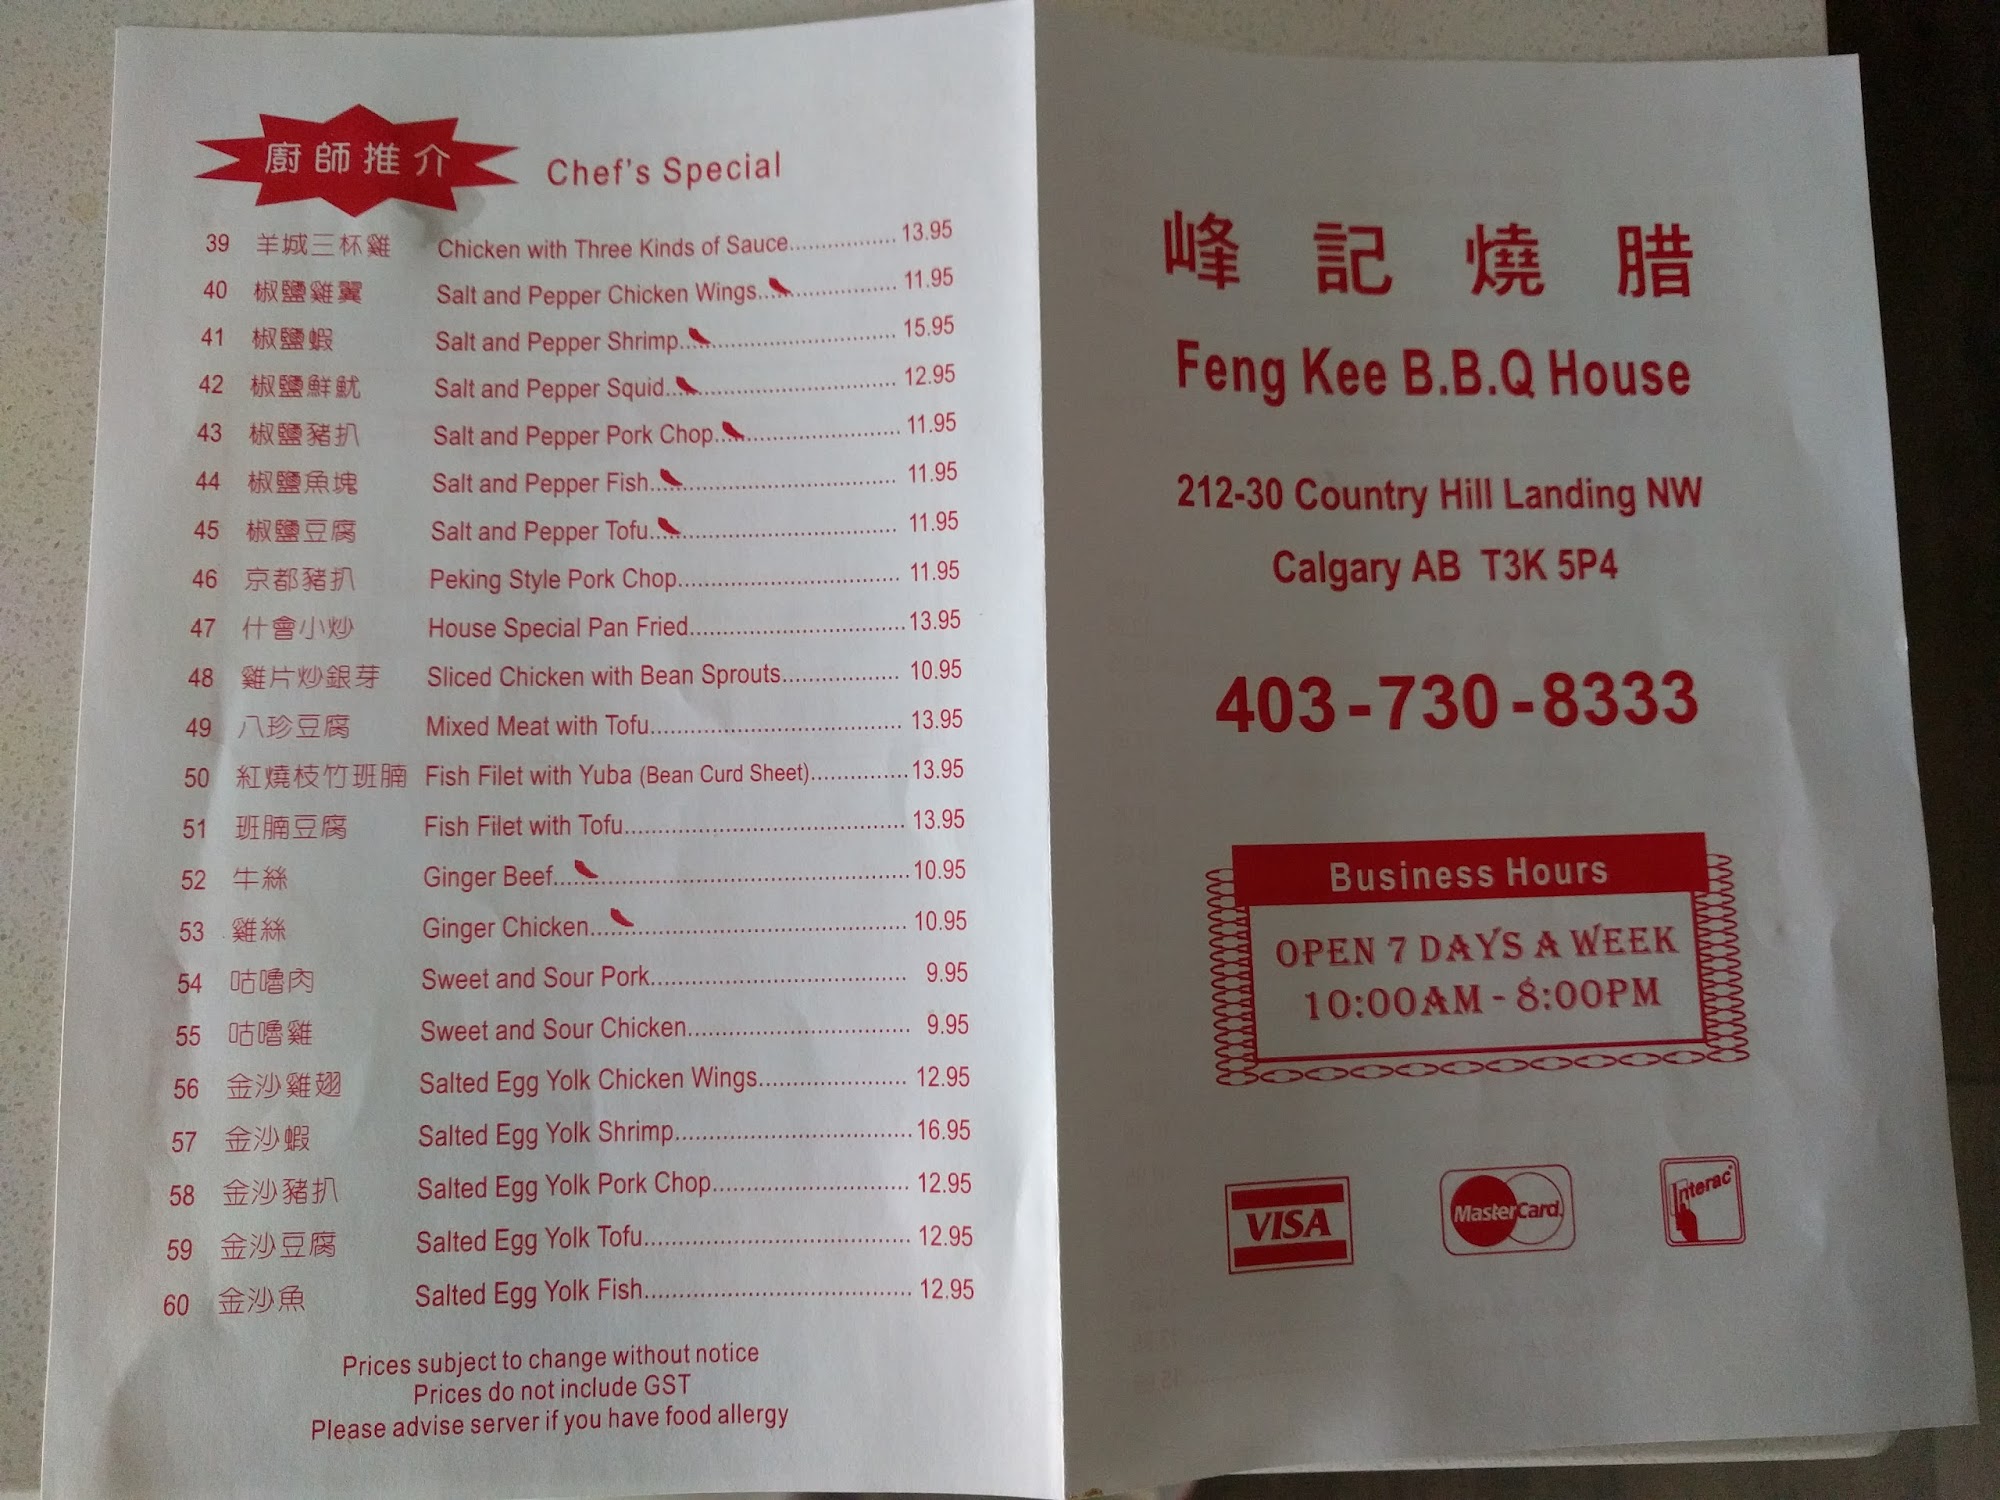 廚師推介 Chef's Special
39 羊城三杯雞 Chicken with Three Kinds of Sauce.................. 13.95
40 椒鹽雞翼 Salt and Pepper Chicken Wings.................... 11.95
41 椒鹽蝦 Salt and Pepper Shrimp.............................. 15.95
42 椒鹽鮮魷 Salt and Pepper Squid................................ 12.95
43 椒鹽豬扒 Salt and Pepper Pork Chop......................... 11.95
44 椒鹽魚塊 Salt and Pepper Fish.................................. 11.95
45 椒鹽豆腐 Salt and Pepper Tofu.................................. 11.95
46 京都豬扒 Peking Style Pork Chop................................ 11.95
47 什會小炒 House Special Pan Fried................................ 13.95
48 雞片炒銀芽 Sliced Chicken with Bean Sprouts.................. 10.95
49 八珍豆腐 Mixed Meat with Tofu...................................... 13.95
50 紅燒枝竹班腩 Fish Filet with Yuba (Bean Curd Sheet)............... 13.95
51 班腩豆腐 Fish Filet with Tofu.......................................... 13.95
52 牛絲 Ginger Beef..................................................... 10.95
53 雞絲 Ginger Chicken................................................ 10.95
54 咕嚕肉 Sweet and Sour Pork...................................... 9.95
55 咕嚕雞 Sweet and Sour Chicken.................................. 9.95
56 金沙雞翅 Salted Egg Yolk Chicken Wings...................... 12.95
57 金沙蝦 Salted Egg Yolk Shrimp................................... 16.95
58 金沙豬扒 Salted Egg Yolk Pork Chop............................. 12.95
59 金沙豆腐 Salted Egg Yolk Tofu....................................... 12.95
60 金沙魚 Salted Egg Yolk Fish........................................ 12.95
Prices subject to change without notice
Prices do not include GST
Please advise server if you have food allergy
峰記燒腊
Feng Kee B.B.Q House
212-30 Country Hill Landing NW
Calgary AB T3K 5P4
403-730-8333
Business Hours
OPEN 7 DAYS A WEEK
10:00AM - 8:00PM
VISA MasterCard. Interac